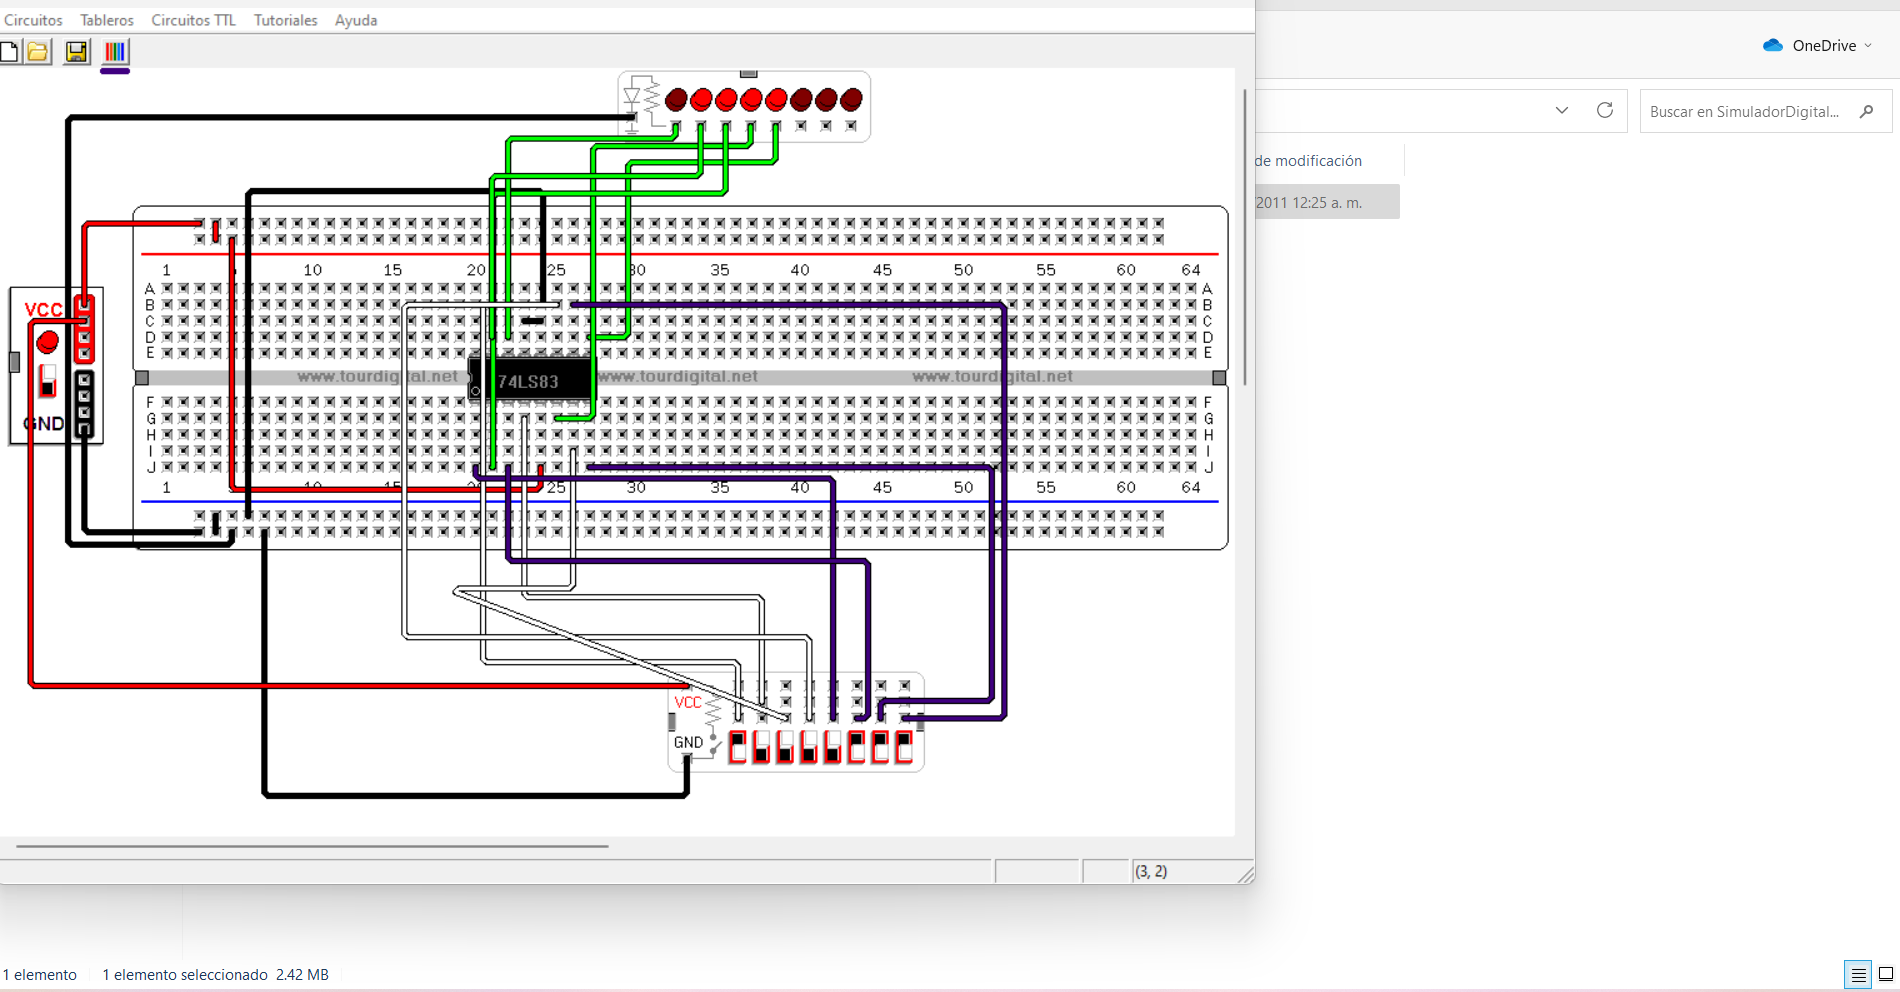 Circuitos Tableros Circuitos TTL Tutoriales Ayuda
OneDrive
Buscar en SimuladorDigital...
de modificación
2011 12:25 a. m.
1 10 15 20 25 30 35 40 45 50 55 60 64
A A
B B
C C
D D
E E
VCC
GND
www.tourdigital.net www.tourdigital.net www.tourdigital.net
74LS83
F F
G G
H H
I I
J J
1 10 20 25 30 35 40 45 50 55 60 64
VCC
GND
(3, 2)
1 elemento 1 elemento seleccionado 2.42 MB